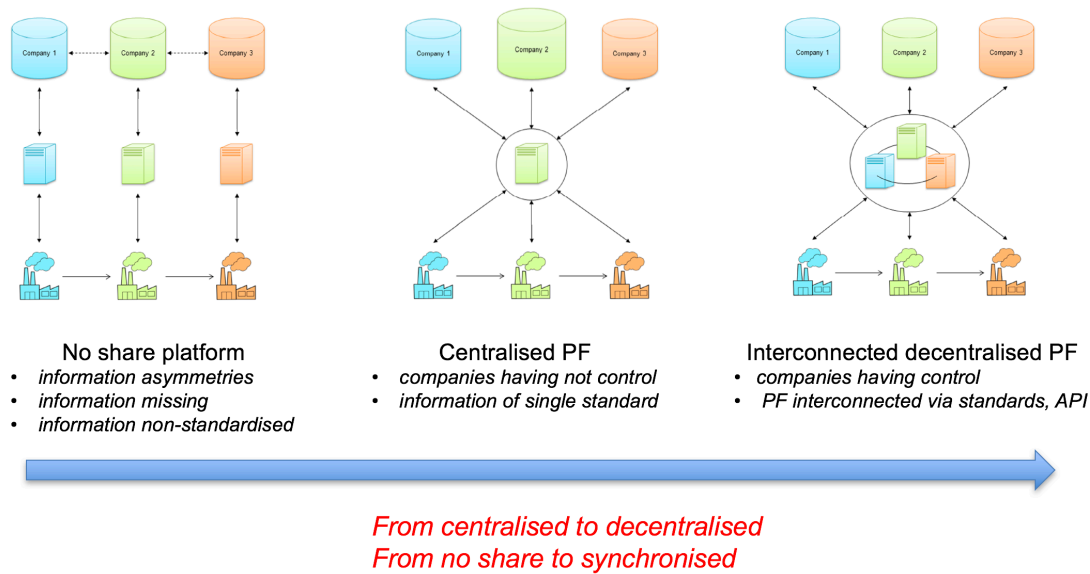 Company 1
Company 2
Company 3
Company 1
Company 2
Company 3
Company 1
Company 2
Company 3
No share platform
• information asymmetries
• information missing
• information non-standardised
Centralised PF
• companies having not control
• information of single standard
Interconnected decentralised PF
• companies having control
• PF interconnected via standards, API
From centralised to decentralised
From no share to synchronised